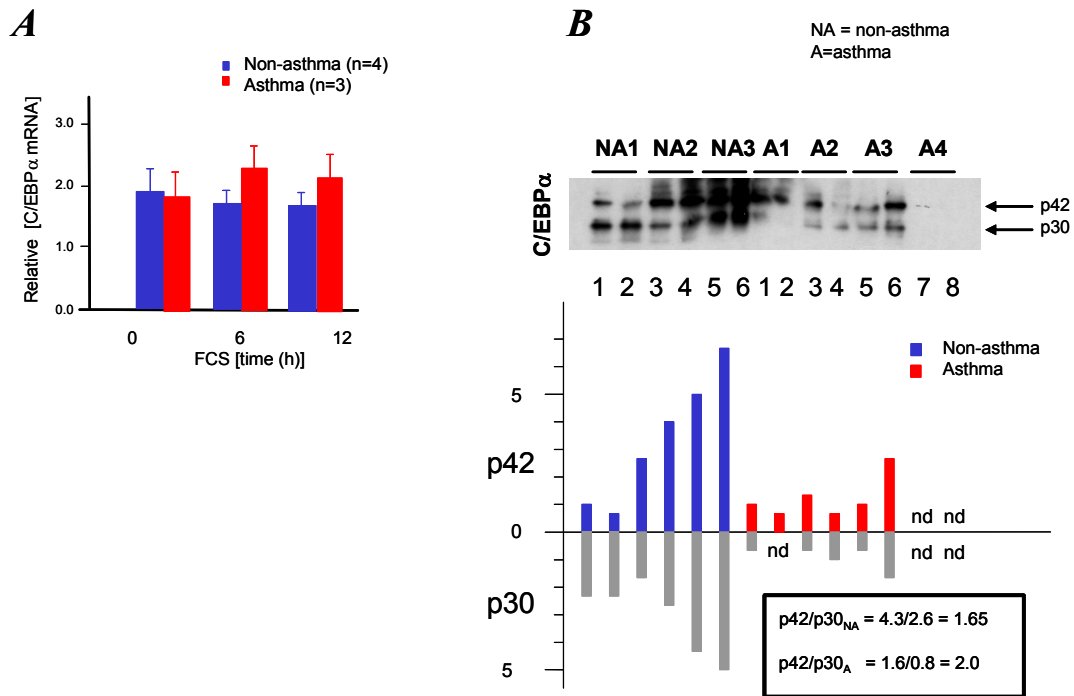 A
Non-asthma (n=4)
Asthma (n=3)
Relative [C/EBPα mRNA]
3.0
2.0
1.0
0.0
0 6 12
FCS [time (h)]
B
NA = non-asthma
A=asthma
NA1 NA2 NA3 A1 A2 A3 A4
C/EBPα
p42
p30
1 2 3 4 5 6 1 2 3 4 5 6 7 8
Non-asthma
Asthma
5
p42
0
nd nd
nd nd nd
p30
5
p42/p30NA = 4.3/2.6 = 1.65
p42/p30A = 1.6/0.8 = 2.0